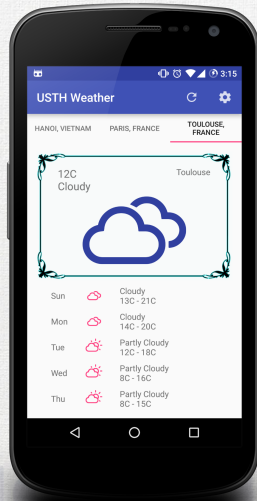 3:15
USTH Weather
HANOI, VIETNAM
PARIS, FRANCE
TOULOUSE,
FRANCE
12C
Cloudy
Toulouse
Sun
Cloudy
13C - 21C
Mon
Cloudy
14C - 20C
Tue
Partly Cloudy
12C - 18C
Wed
Partly Cloudy
8C - 16C
Thu
Partly Cloudy
8C - 15C